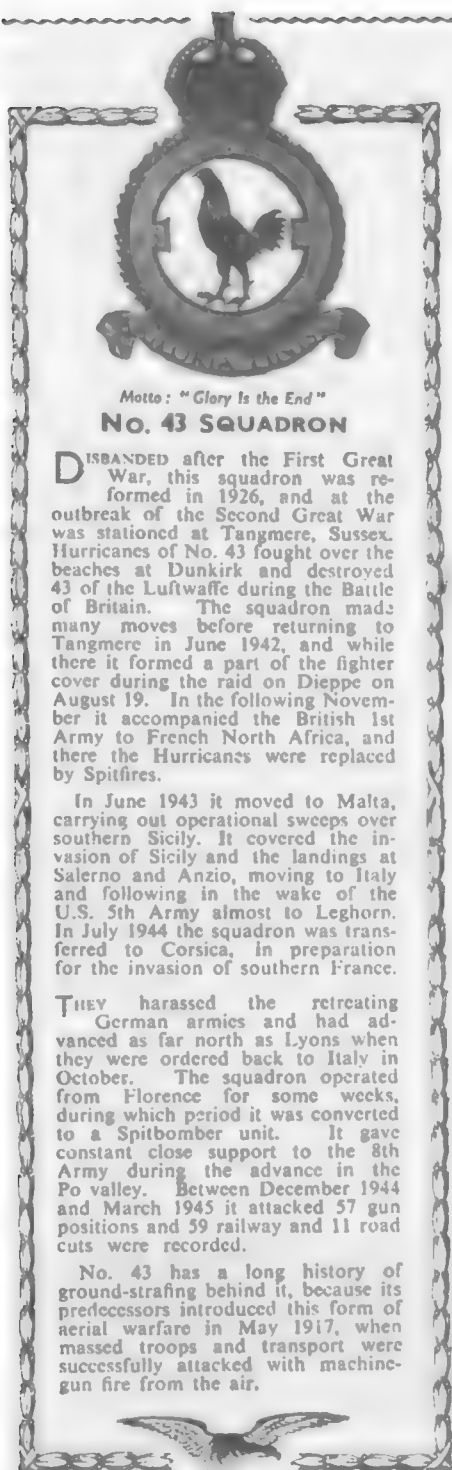 Motto: "Glory Is the End"
No. 43 SQUADRON
DISBANDED after the First Great
War, this squadron was re-
formed in 1926, and at the
outbreak of the Second Great War
was stationed at Tangmere, Sussex.
Hurricanes of No. 43 fought over the
beaches at Dunkirk and destroyed
43 of the Luftwaffe during the Battle
of Britain. The squadron made
many moves before returning to
Tangmere in June 1942, and while
there it formed a part of the fighter
cover during the raid on Dieppe on
August 19. In the following Novem-
ber it accompanied the British 1st
Army to French North Africa, and
there the Hurricanes were replaced
by Spitfires.
In June 1943 it moved to Malta,
carrying out operational sweeps over
southern Sicily. It covered the in-
vasion of Sicily and the landings at
Salerno and Anzio, moving to Italy
and following in the wake of the
U.S. 5th Army almost to Leghorn.
In July 1944 the squadron was trans-
ferred to Corsica, in preparation
for the invasion of southern France.
THEY harassed the retreating
German armies and had ad-
vanced as far north as Lyons when
they were ordered back to Italy in
October. The squadron operated
from Florence for some weeks,
during which period it was converted
to a Spitbomber unit. It gave
constant close support to the 8th
Army during the advance in the
Po valley. Between December 1944
and March 1945 it attacked 57 gun
positions and 59 railway and 11 road
cuts were recorded.
No. 43 has a long history of
ground-strafing behind it, because its
predecessors introduced this form of
aerial warfare in May 1917, when
massed troops and transport were
successfully attacked with machine-
gun fire from the air.